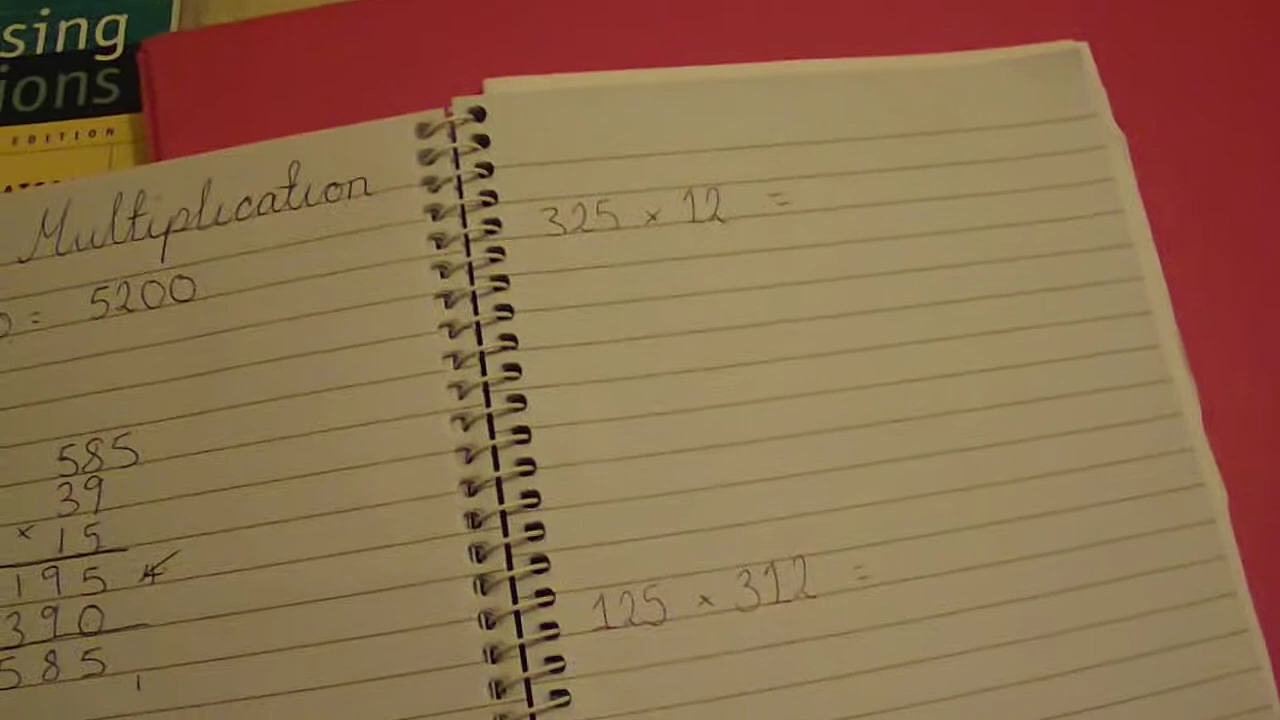 sing
ions
EDITION
Multiplication
= 5200
585
39
× 15
195
390
585
325 × 12 =
125 × 312 =